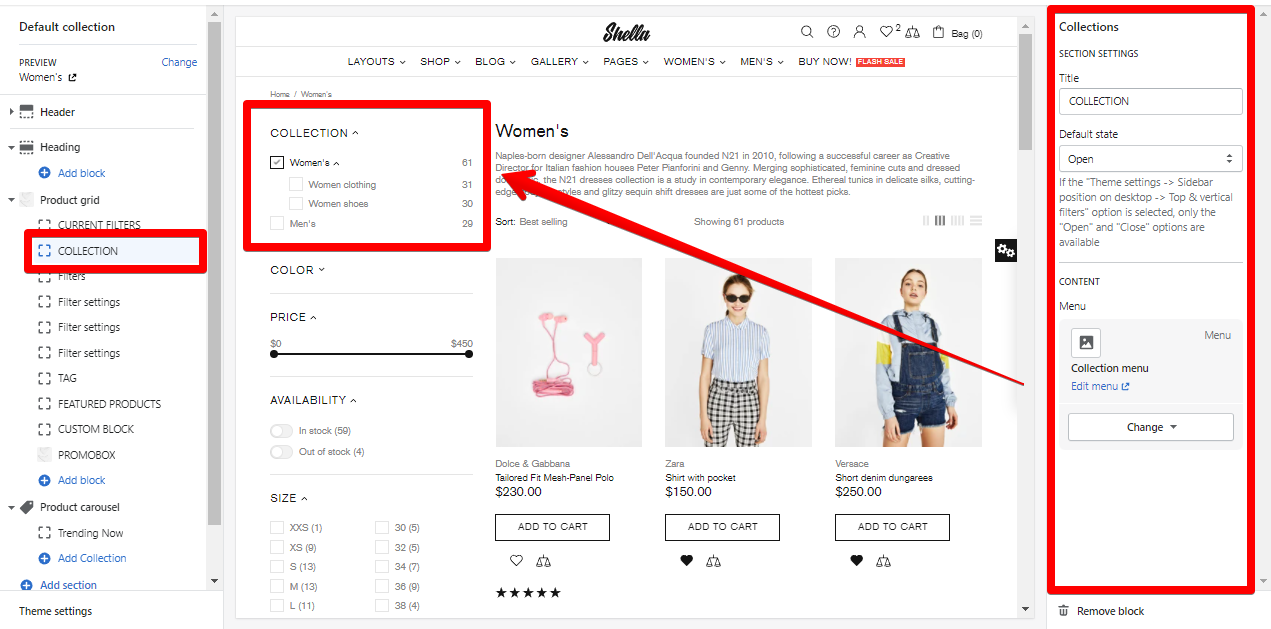 Default collection
PREVIEW
Change
Women's
Header
Heading
Add block
Product grid
CURRENT FILTERS
COLLECTION
Filters
Filter settings
Filter settings
Filter settings
TAG
FEATURED PRODUCTS
CUSTOM BLOCK
PROMOBOX
Add block
Product carousel
Trending Now
Add Collection
Add section
Theme settings
Shella
2
Bag (0)
LAYOUTS SHOP BLOG GALLERY PAGES WOMEN'S MEN'S BUY NOW! FLASH SALE
Home / Women's
COLLECTION
Women's 61
Women clothing 31
Women shoes 30
Men's 29
COLOR
PRICE
$0 $450
AVAILABILITY
In stock (59)
Out of stock (4)
SIZE
XXS (1) 30 (5)
XS (9) 32 (5)
S (13) 34 (7)
M (13) 36 (9)
L (11) 38 (4)
Women's
Naples-born designer Alessandro Dell'Acqua founded N21 in 2010, following a successful career as Creative
Director for Italian fashion houses Peter Pianforini and Genny. Merging sophisticated, feminine cuts and dressed
the N21 dresses collection is a study in contemporary elegance. Ethereal tunics in delicate silks, cutting-
styles and glitzy sequin shift dresses are just some of the hottest picks.
Sort: Best selling
Showing 61 products
Dolce & Gabbana
Tailored Fit Mesh-Panel Polo
$230.00
ADD TO CART
Zara
Shirt with pocket
$150.00
ADD TO CART
Versace
Short denim dungarees
$250.00
ADD TO CART
Collections
SECTION SETTINGS
Title
COLLECTION
Default state
Open
If the "Theme settings -> Sidebar
position on desktop -> Top & vertical
filters" option is selected, only the
"Open" and "Close" options are
available
CONTENT
Menu
Menu
Collection menu
Edit menu
Change
Remove block